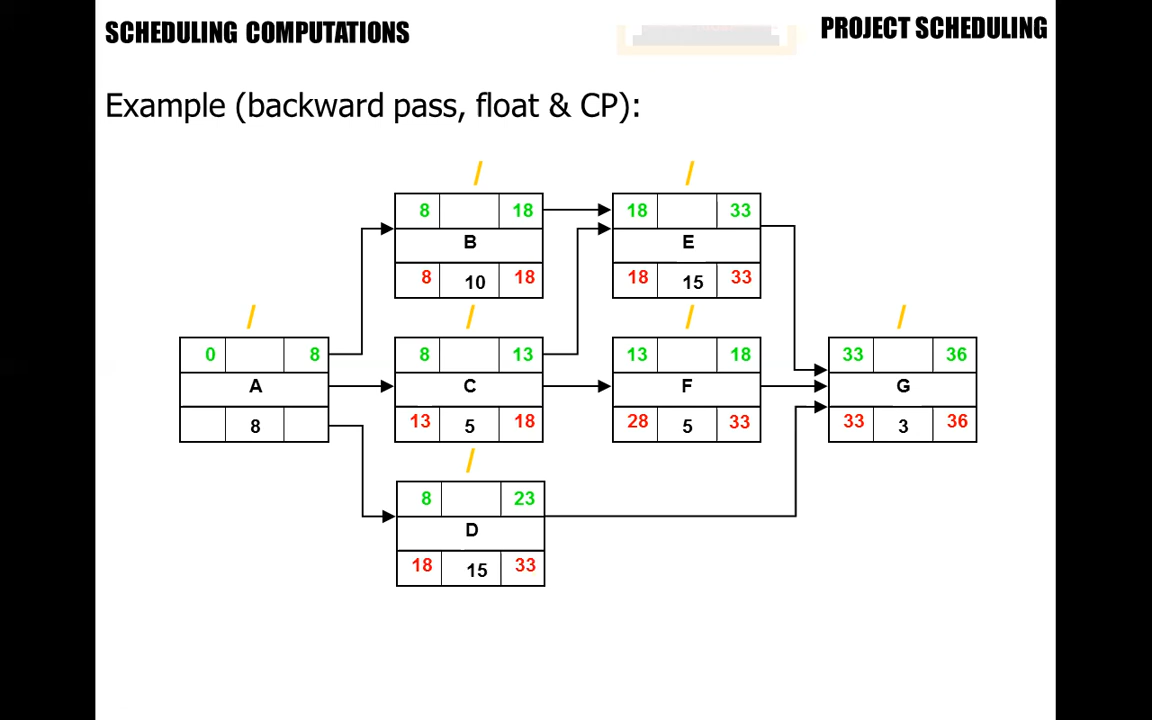 SCHEDULING COMPUTATIONS
PROJECT SCHEDULING
Example (backward pass, float & CP):
/ /
8 18 18 33
B E
8 10 18 18 15 33
/ / / /
0 8 8 13 13 18 33 36
A C F G
8 13 5 18 28 5 33 33 3 36
/
8 23
D
18 15 33